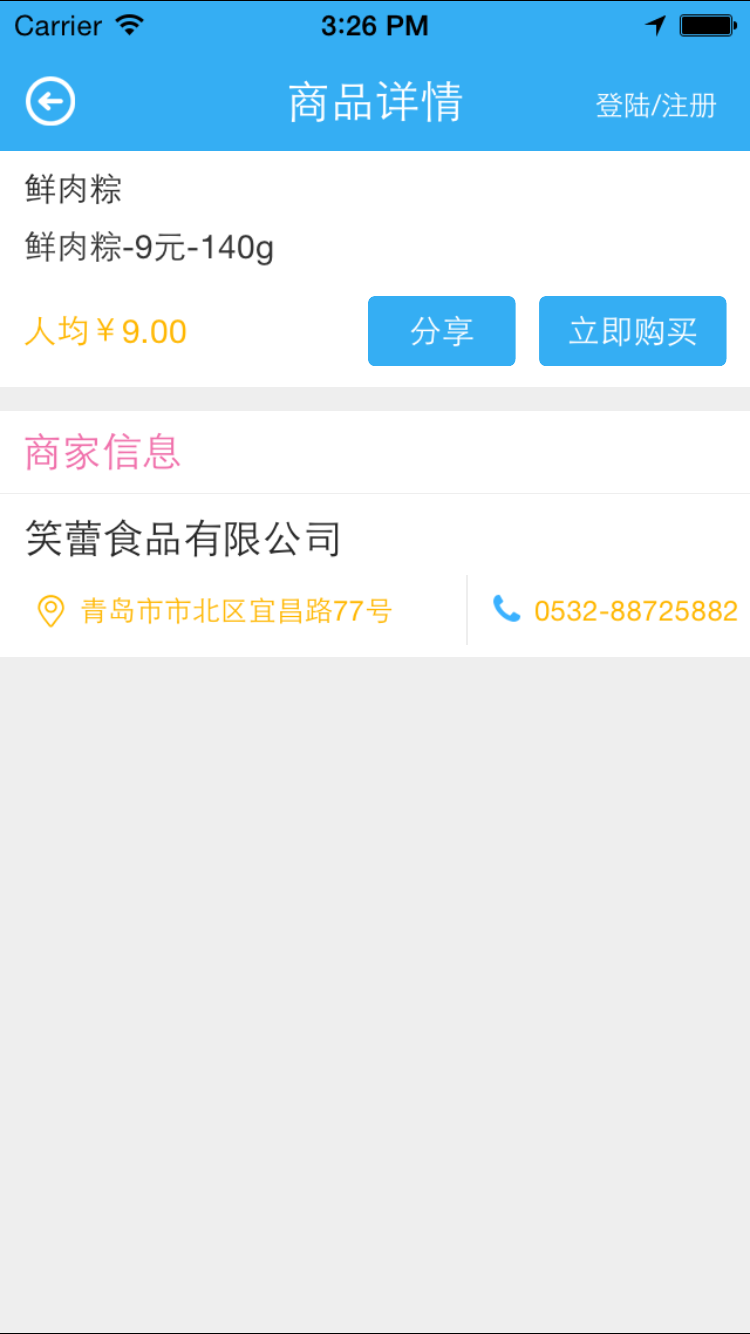 Carrier 3:26 PM
商品详情 登陆/注册
鲜肉粽
鲜肉粽-9元-140g
人均￥9.00 分享 立即购买
商家信息
笑蕾食品有限公司
青岛市市北区宜昌路77号 0532-88725882